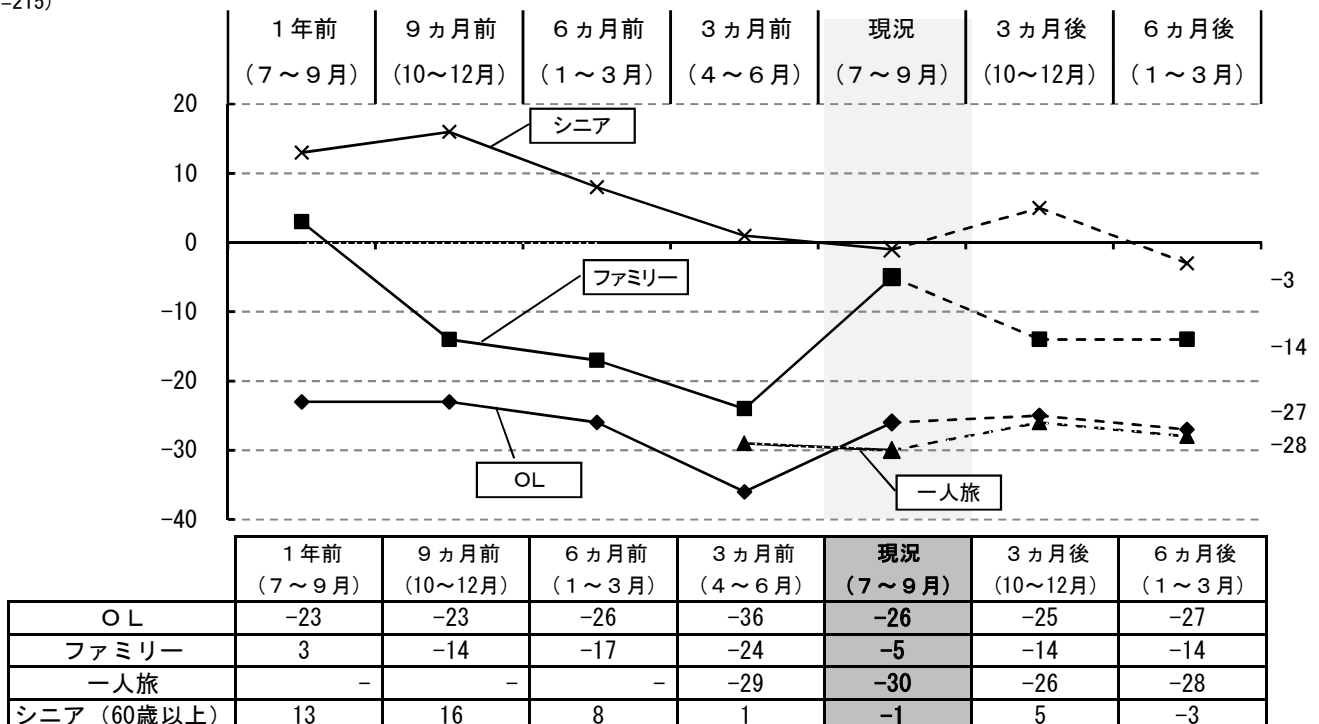 =215)
１年前 ９ヵ月前 ６ヵ月前 ３ヵ月前 現況 ３ヵ月後 ６ヵ月後
（７～９月） (10～12月) （１～３月） （４～６月） （７～９月） (10～12月) （１～３月）
20
シニア
10
0
ファミリー
-3
-10
-14
-20
-27
-30
-28
ＯＬ
一人旅
-40
１年前 ９ヵ月前 ６ヵ月前 ３ヵ月前 現況 ３ヵ月後 ６ヵ月後
（７～９月） (10～12月) （１～３月） （４～６月） （７～９月） (10～12月) （１～３月）
ＯＬ -23 -23 -26 -36 -26 -25 -27
ファミリー 3 -14 -17 -24 -5 -14 -14
一人旅 - - - -29 -30 -26 -28
シニア（60歳以上） 13 16 8 1 -1 5 -3